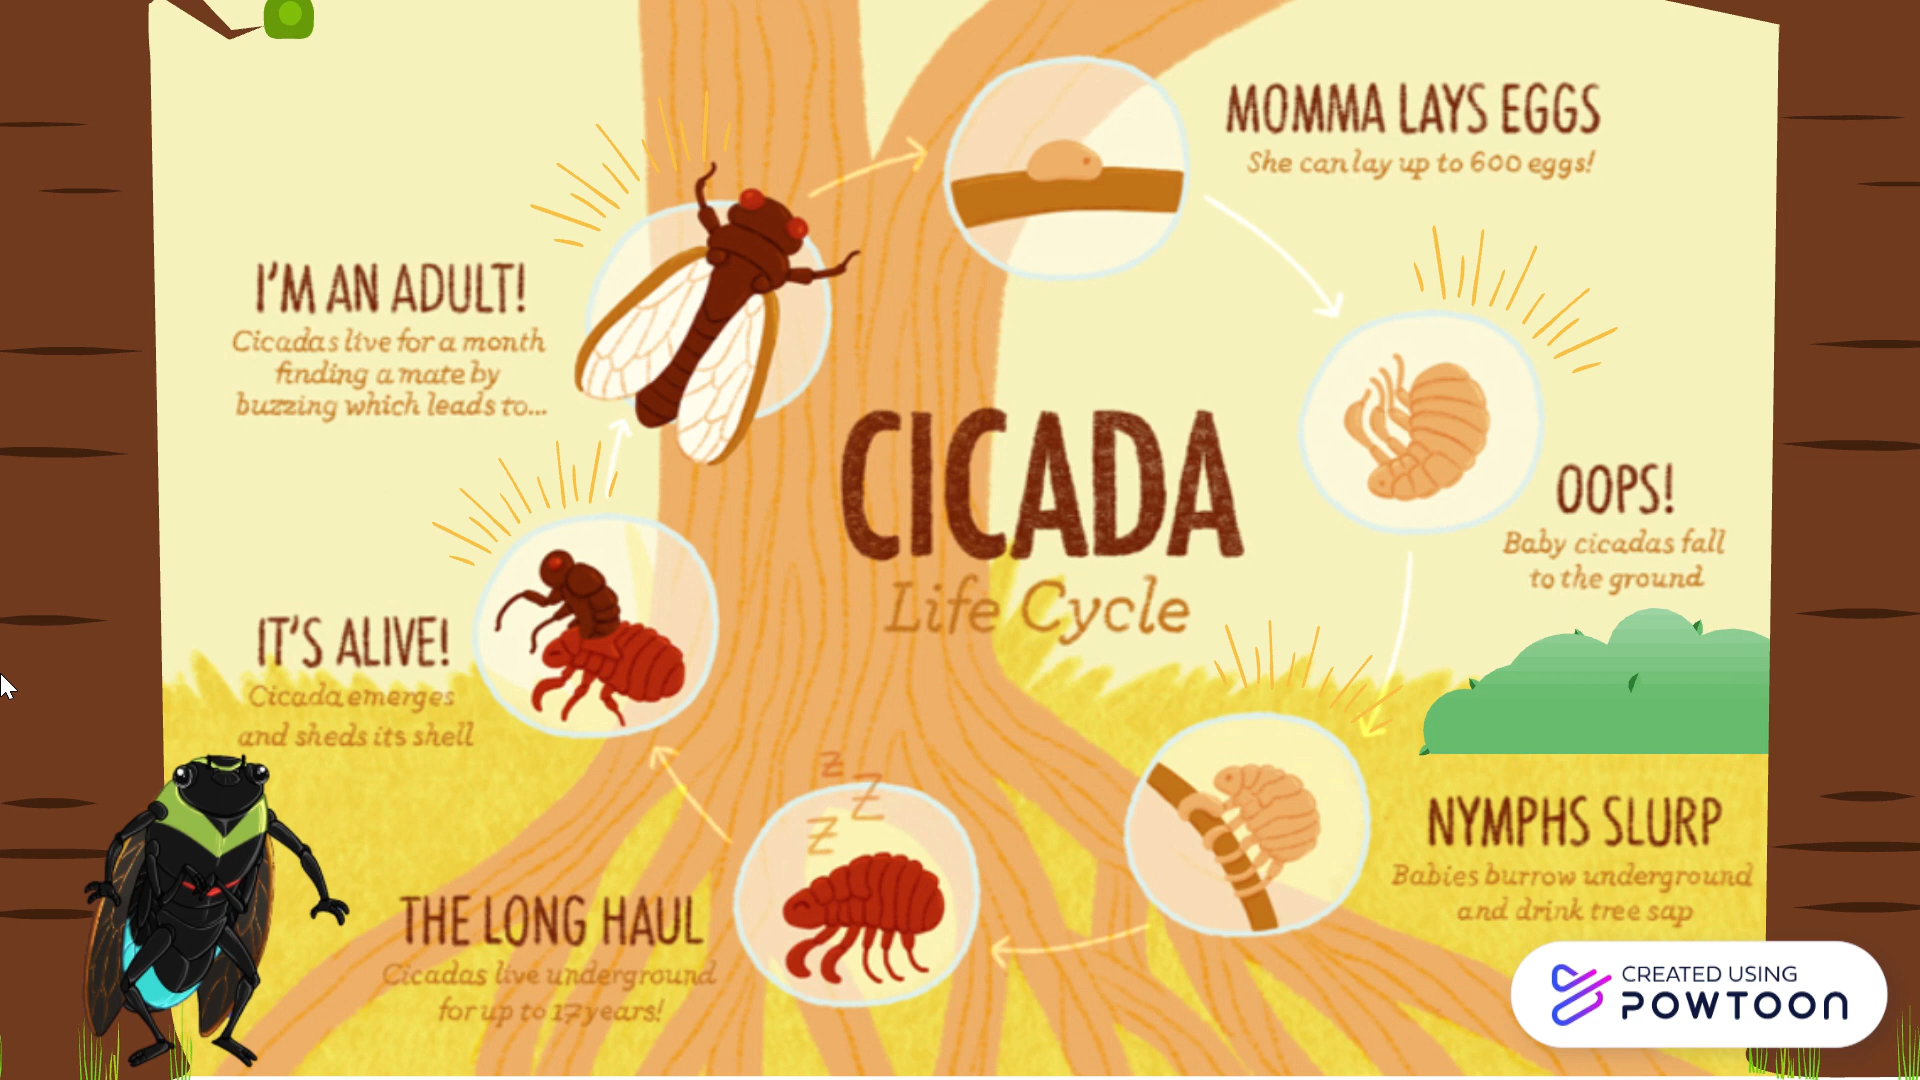 CICADA
Life Cycle
MOMMA LAYS EGGS
She can lay up to 600 eggs!
OOPS!
Baby cicadas fall
to the ground
NYMPHS SLURP
Babies burrow underground
and drink tree sap
THE LONG HAUL
Cicadas live underground
for up to 17 years!
z
Z
Z
IT'S ALIVE!
Cicada emerges
and sheds its shell
I'M AN ADULT!
Cicadas live for a month
finding a mate by
buzzing which leads to...
CREATED USING
POWTOON